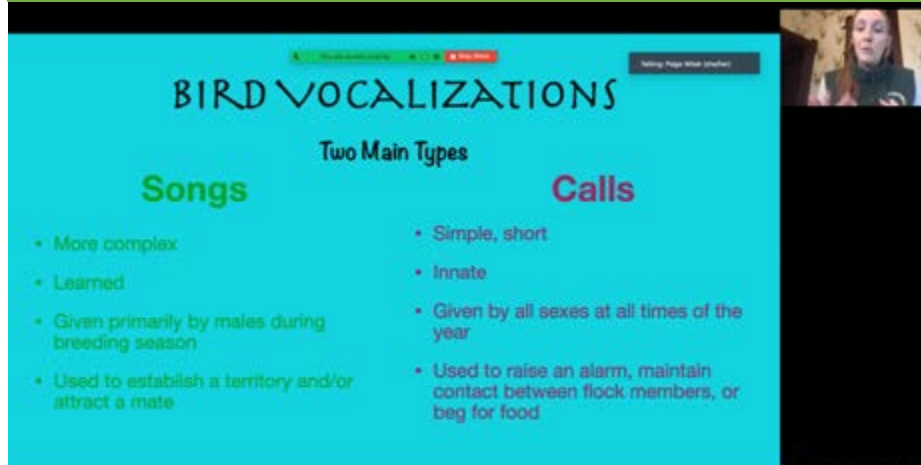 Talking: Paige
BIRD VOCALIZATIONS
Two Main Types
Songs
• More complex
• Learned
• Given primarily by males during
breeding season
• Used to establish a territory and/or
attract a mate
Calls
• Simple, short
• Innate
• Given by all sexes at all times of the
year
• Used to raise an alarm, maintain
contact between flock members, or
beg for food